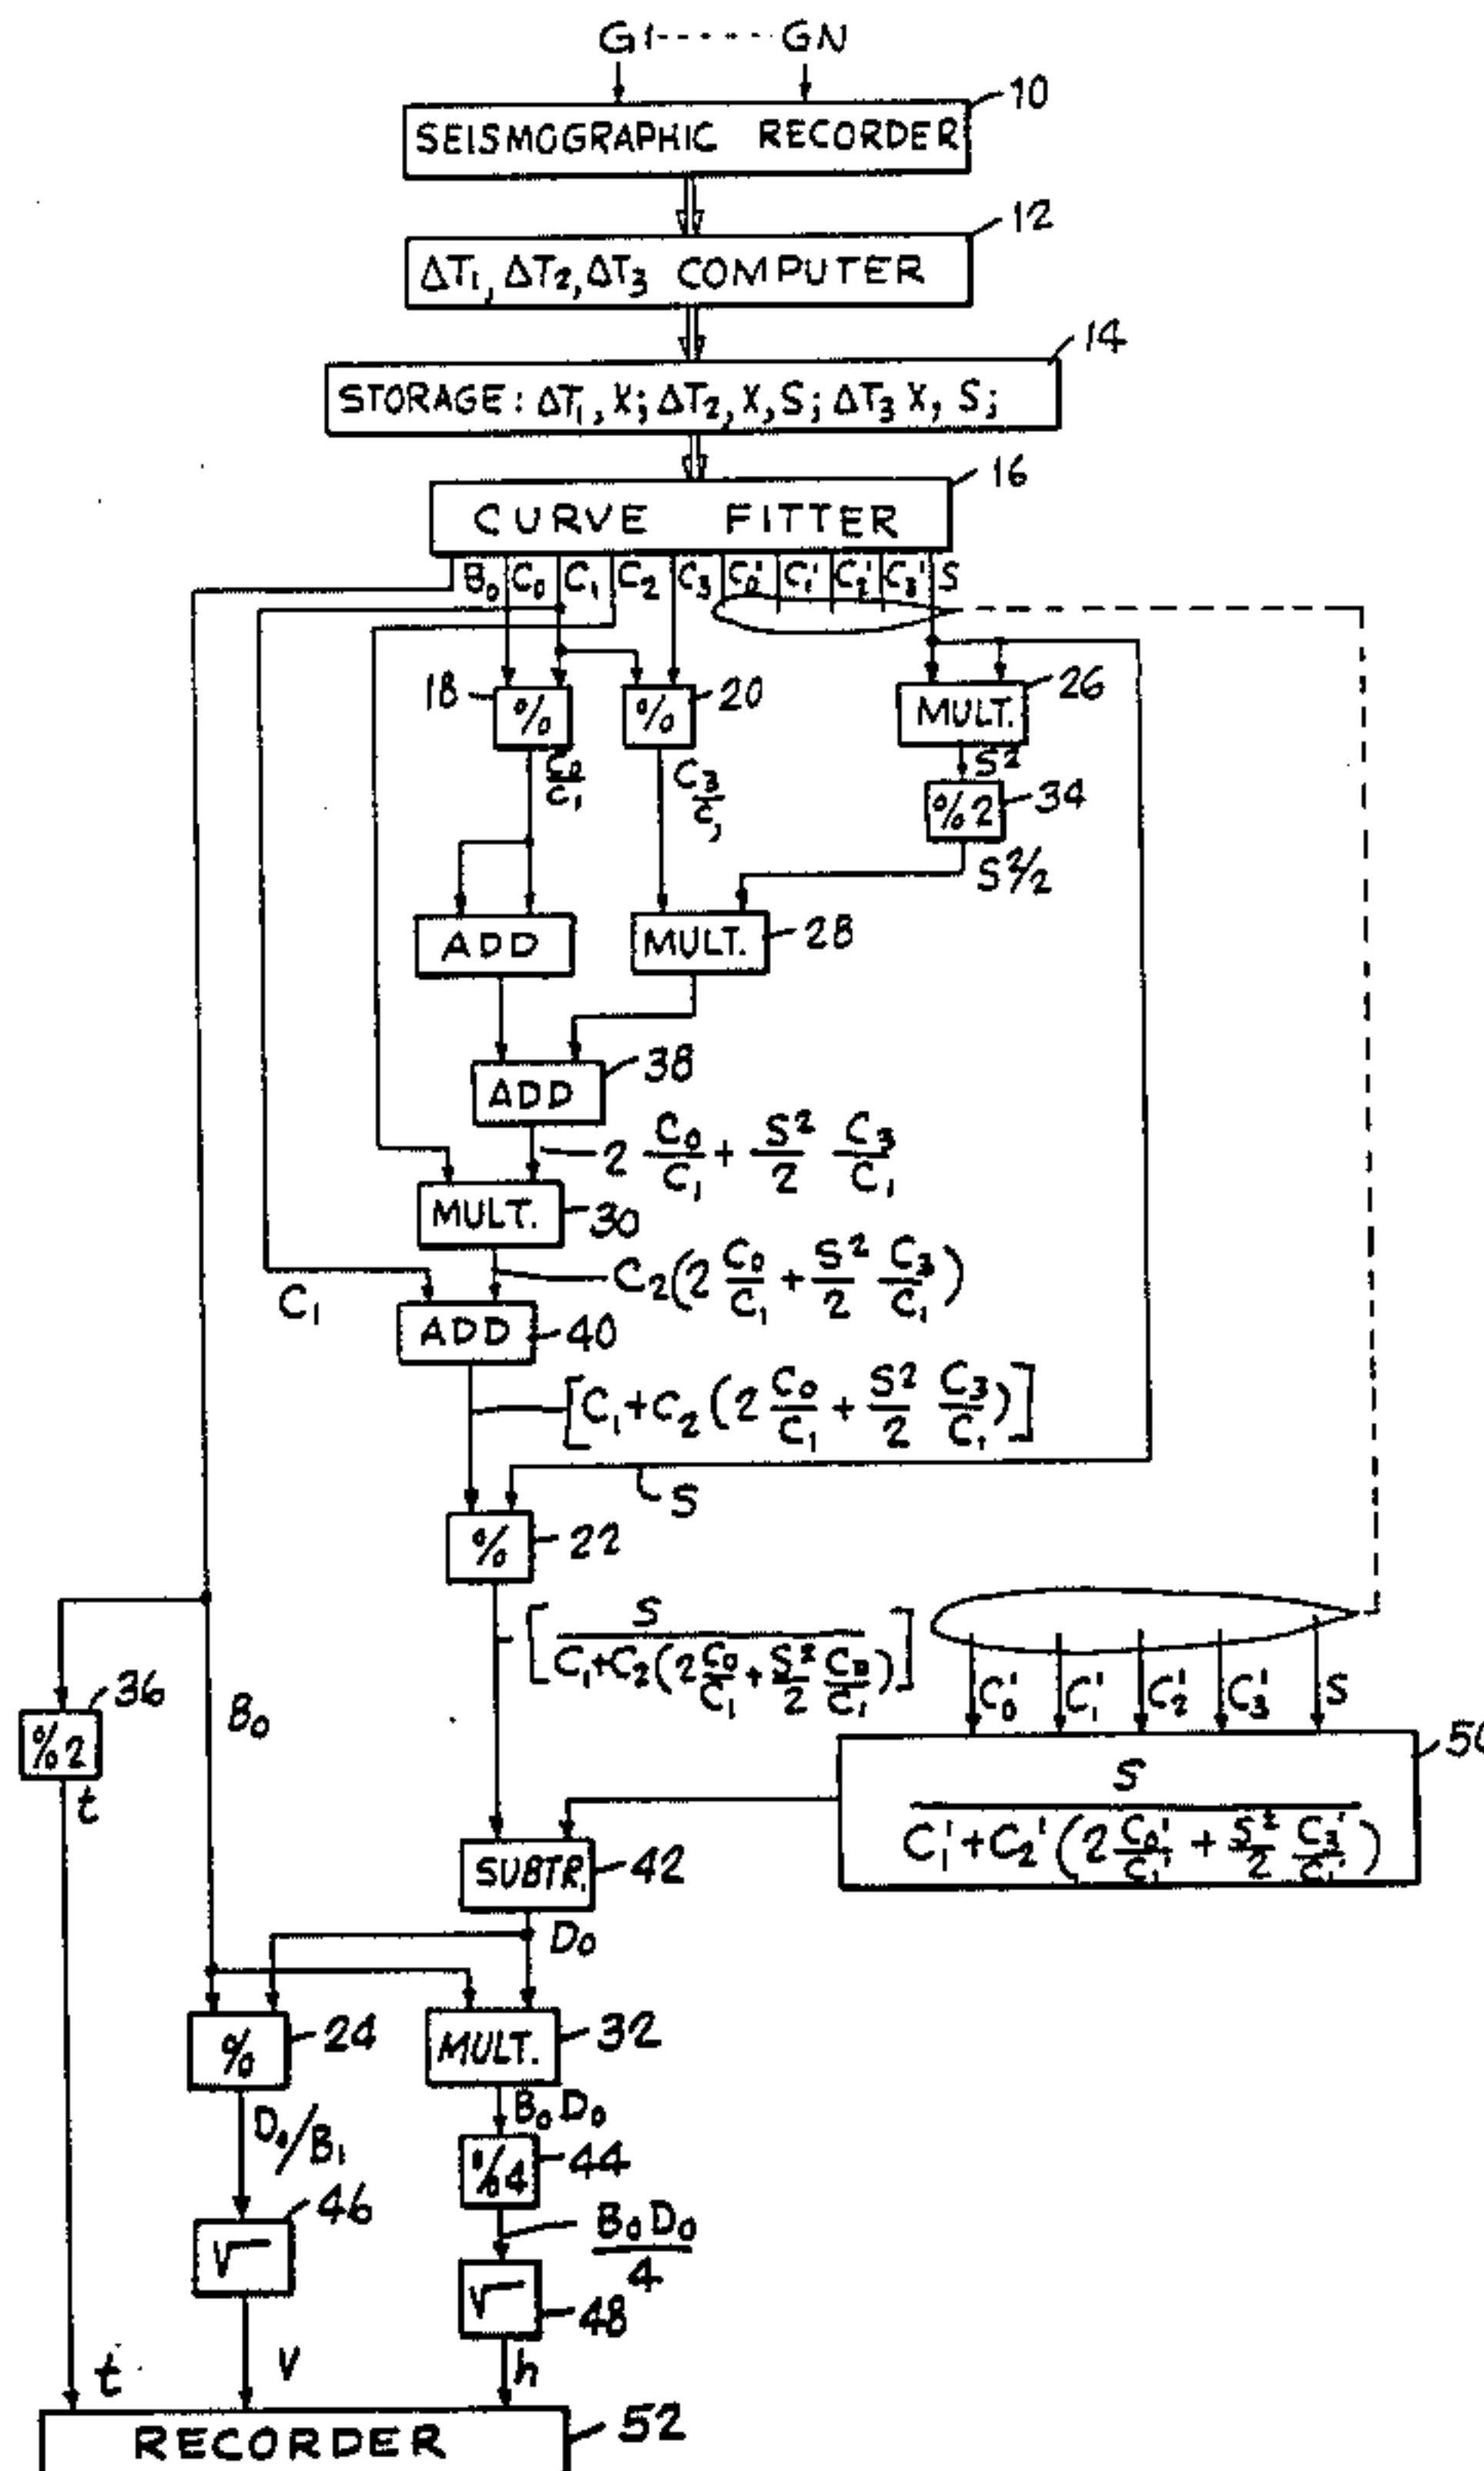 G1------GN
10
SEISMOGRAPHIC RECORDER
12
ΔT₁, ΔT₂, ΔT₃ COMPUTER
14
STORAGE: ΔT₁, X; ΔT₂, X, S; ΔT₃ X, S;
16
CURVE FITTER
B₀ C₀ C₁ C₂ C₃ C₀' C₁' C₂' C₃' S
18 % % 20 MULT. 26
C₀/C₁ C₃/C₁ S²
%2 34
S²/2
ADD MULT. 28
ADD 38
2 C₀/C₁ + S²/2 C₃/C₁
MULT. 30
C₂(2 C₀/C₁ + S²/2 C₃/C₁)
C₁
ADD 40
[C₁+C₂(2 C₀/C₁ + S²/2 C₃/C₁)]
S
% 22
[S/(C₁+C₂(2 C₀/C₁ + S²/2 C₀/C₁))]
36 B₀ C₀' C₁' C₂' C₃' S
%2
t
50
S/(C₁'+C₂'(2 C₀'/C₁' + S²/2 C₃'/C₁'))
SUBTR. 42
D₀
% 24 MULT. 32
D₀/B₁ B₀D₀
%4 44
46 B₀D₀/4
√ √ 48
t V h
RECORDER 52